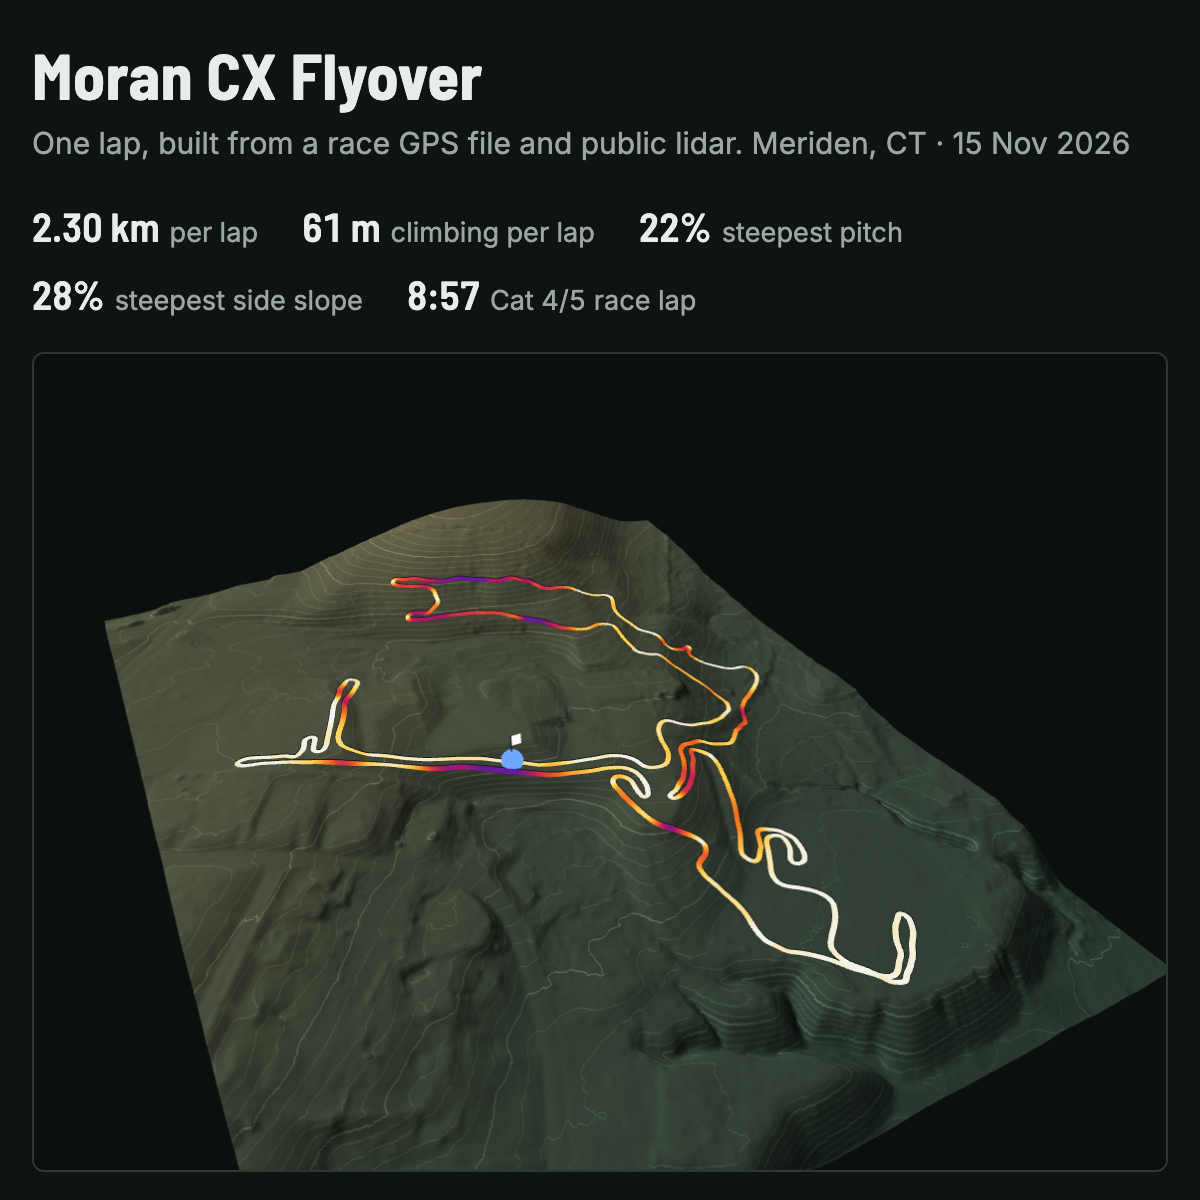 Moran CX Flyover
One lap, built from a race GPS file and public lidar. Meriden, CT · 15 Nov 2026
2.30 km per lap 61 m climbing per lap 22% steepest pitch
28% steepest side slope 8:57 Cat 4/5 race lap